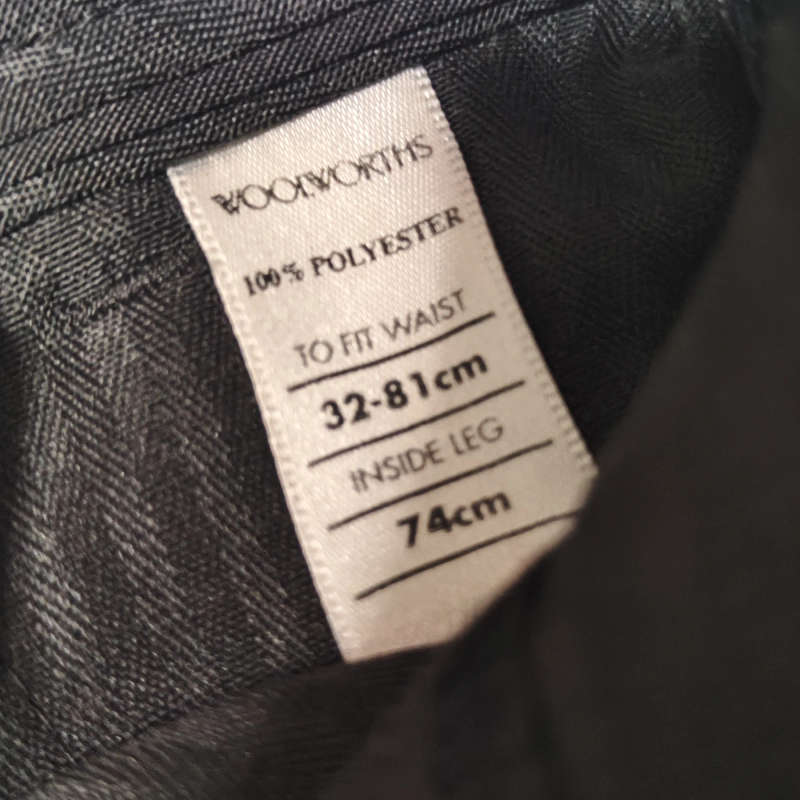 WOOLWORTHS
100% POLYESTER
TO FIT WAIST
32-81cm
INSIDE LEG
74cm